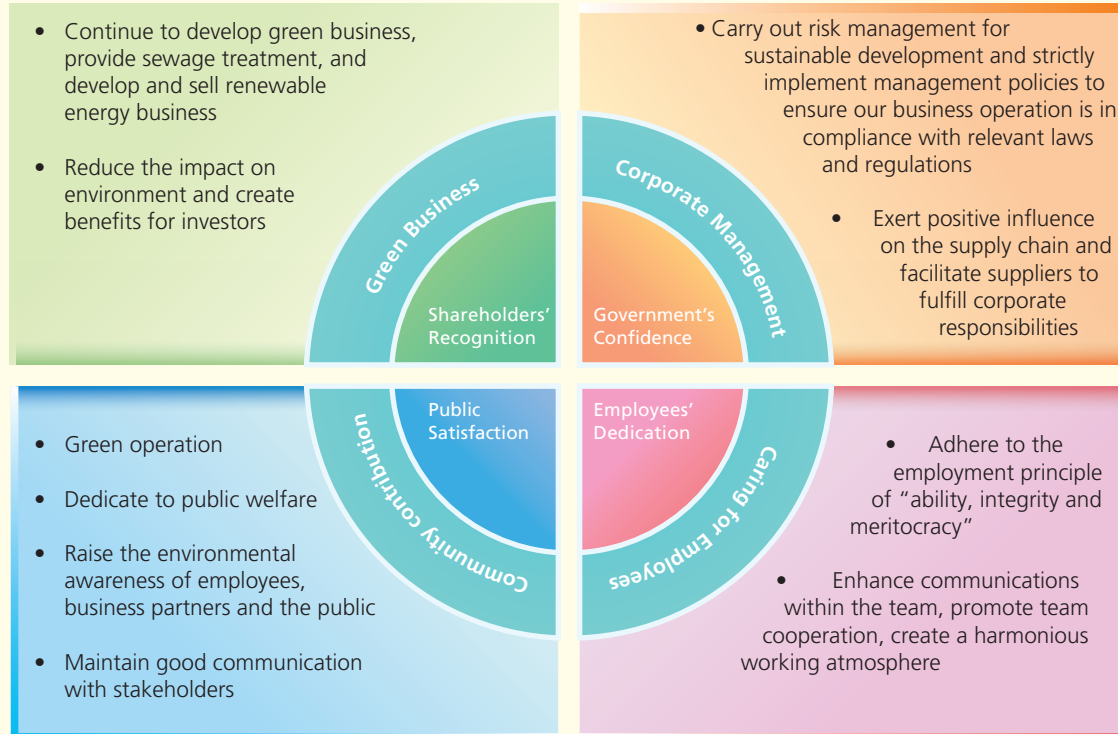 • Continue to develop green business,
provide sewage treatment, and
develop and sell renewable
energy business
• Reduce the impact on
environment and create
benefits for investors
Green Business
Shareholders’
Recognition
• Carry out risk management for
sustainable development and strictly
implement management policies to
ensure our business operation is in
compliance with relevant laws
and regulations
• Exert positive influence
on the supply chain and
facilitate suppliers to
fulfill corporate
responsibilities
Corporate Management
Government’s
Confidence
• Green operation
• Dedicate to public welfare
• Raise the environmental
awareness of employees,
business partners and the public
• Maintain good communication
with stakeholders
Community contribution
Public
Satisfaction
Employees’
Dedication
Caring for Employees
• Adhere to the
employment principle
of “ability, integrity and
meritocracy”
• Enhance communications
within the team, promote team
cooperation, create a harmonious
working atmosphere